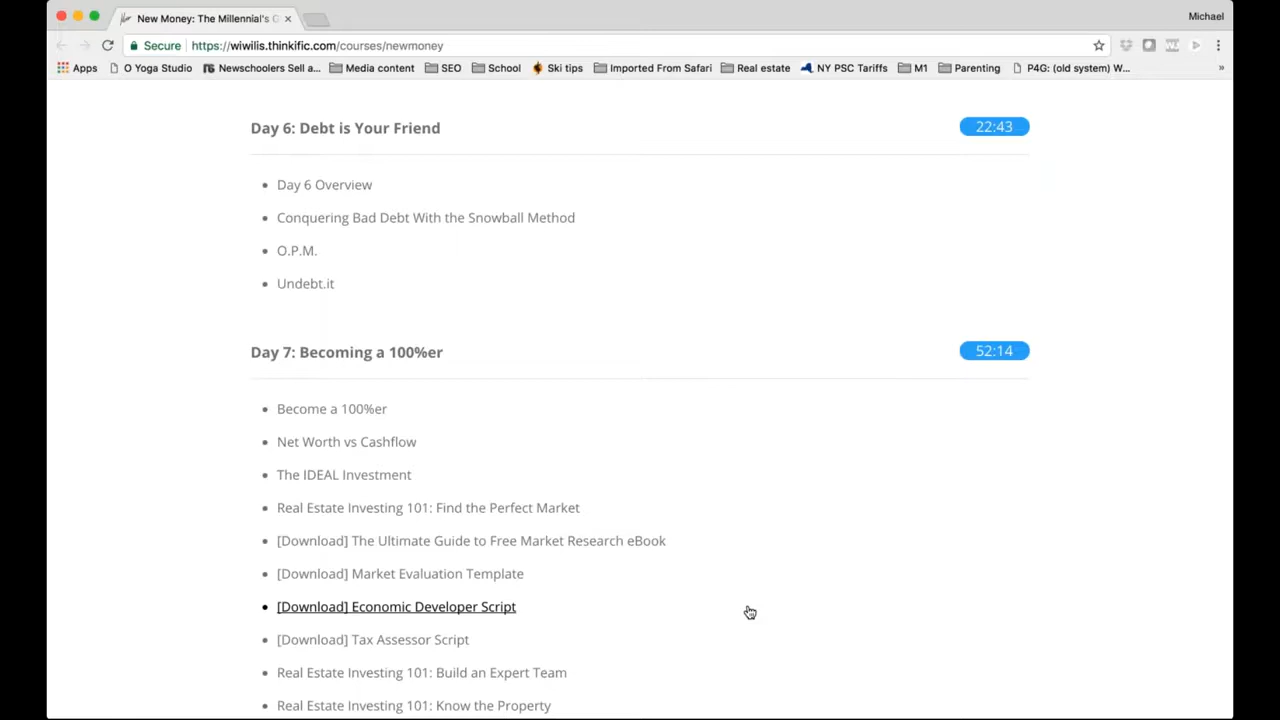 New Money: The Millennial's G
Michael
Secure https://wiwilis.thinkific.com/courses/newmoney
Apps O Yoga Studio Newschoolers Sell a... Media content SEO School Ski tips Imported From Safari Real estate NY PSC Tariffs M1 Parenting P4G: (old system) W... »
Day 6: Debt is Your Friend 22:43
Day 6 Overview
Conquering Bad Debt With the Snowball Method
O.P.M.
Undebt.it
Day 7: Becoming a 100%er 52:14
Become a 100%er
Net Worth vs Cashflow
The IDEAL Investment
Real Estate Investing 101: Find the Perfect Market
[Download] The Ultimate Guide to Free Market Research eBook
[Download] Market Evaluation Template
[Download] Economic Developer Script
[Download] Tax Assessor Script
Real Estate Investing 101: Build an Expert Team
Real Estate Investing 101: Know the Property